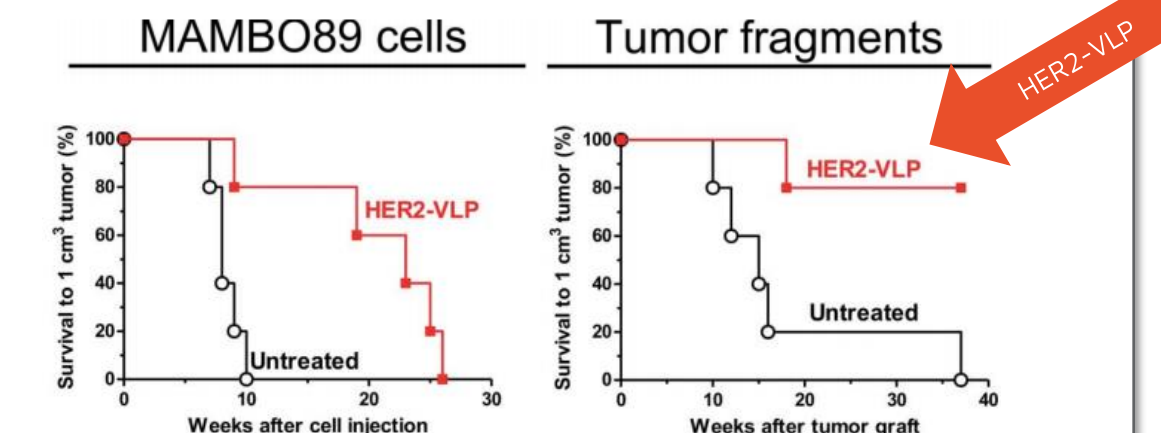 MAMBO89 cells
Tumor fragments
HER2-VLP
Survival to 1 cm³ tumor (%)
100
80
60
40
20
0
HER2-VLP
Untreated
0 10 20 30
Weeks after cell injection
Survival to 1 cm³ tumor (%)
100
80
60
40
20
0
HER2-VLP
Untreated
0 10 20 30 40
Weeks after tumor graft